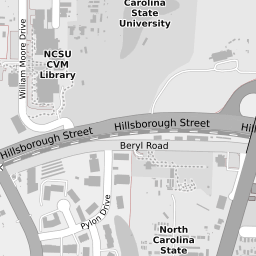 Carolina
State
University
William Moore Drive
NCSU
CVM
Library
Hillsborough Street
Hillsborough Street
Hil
Beryl Road
Pylon Drive
North
Carolina
State